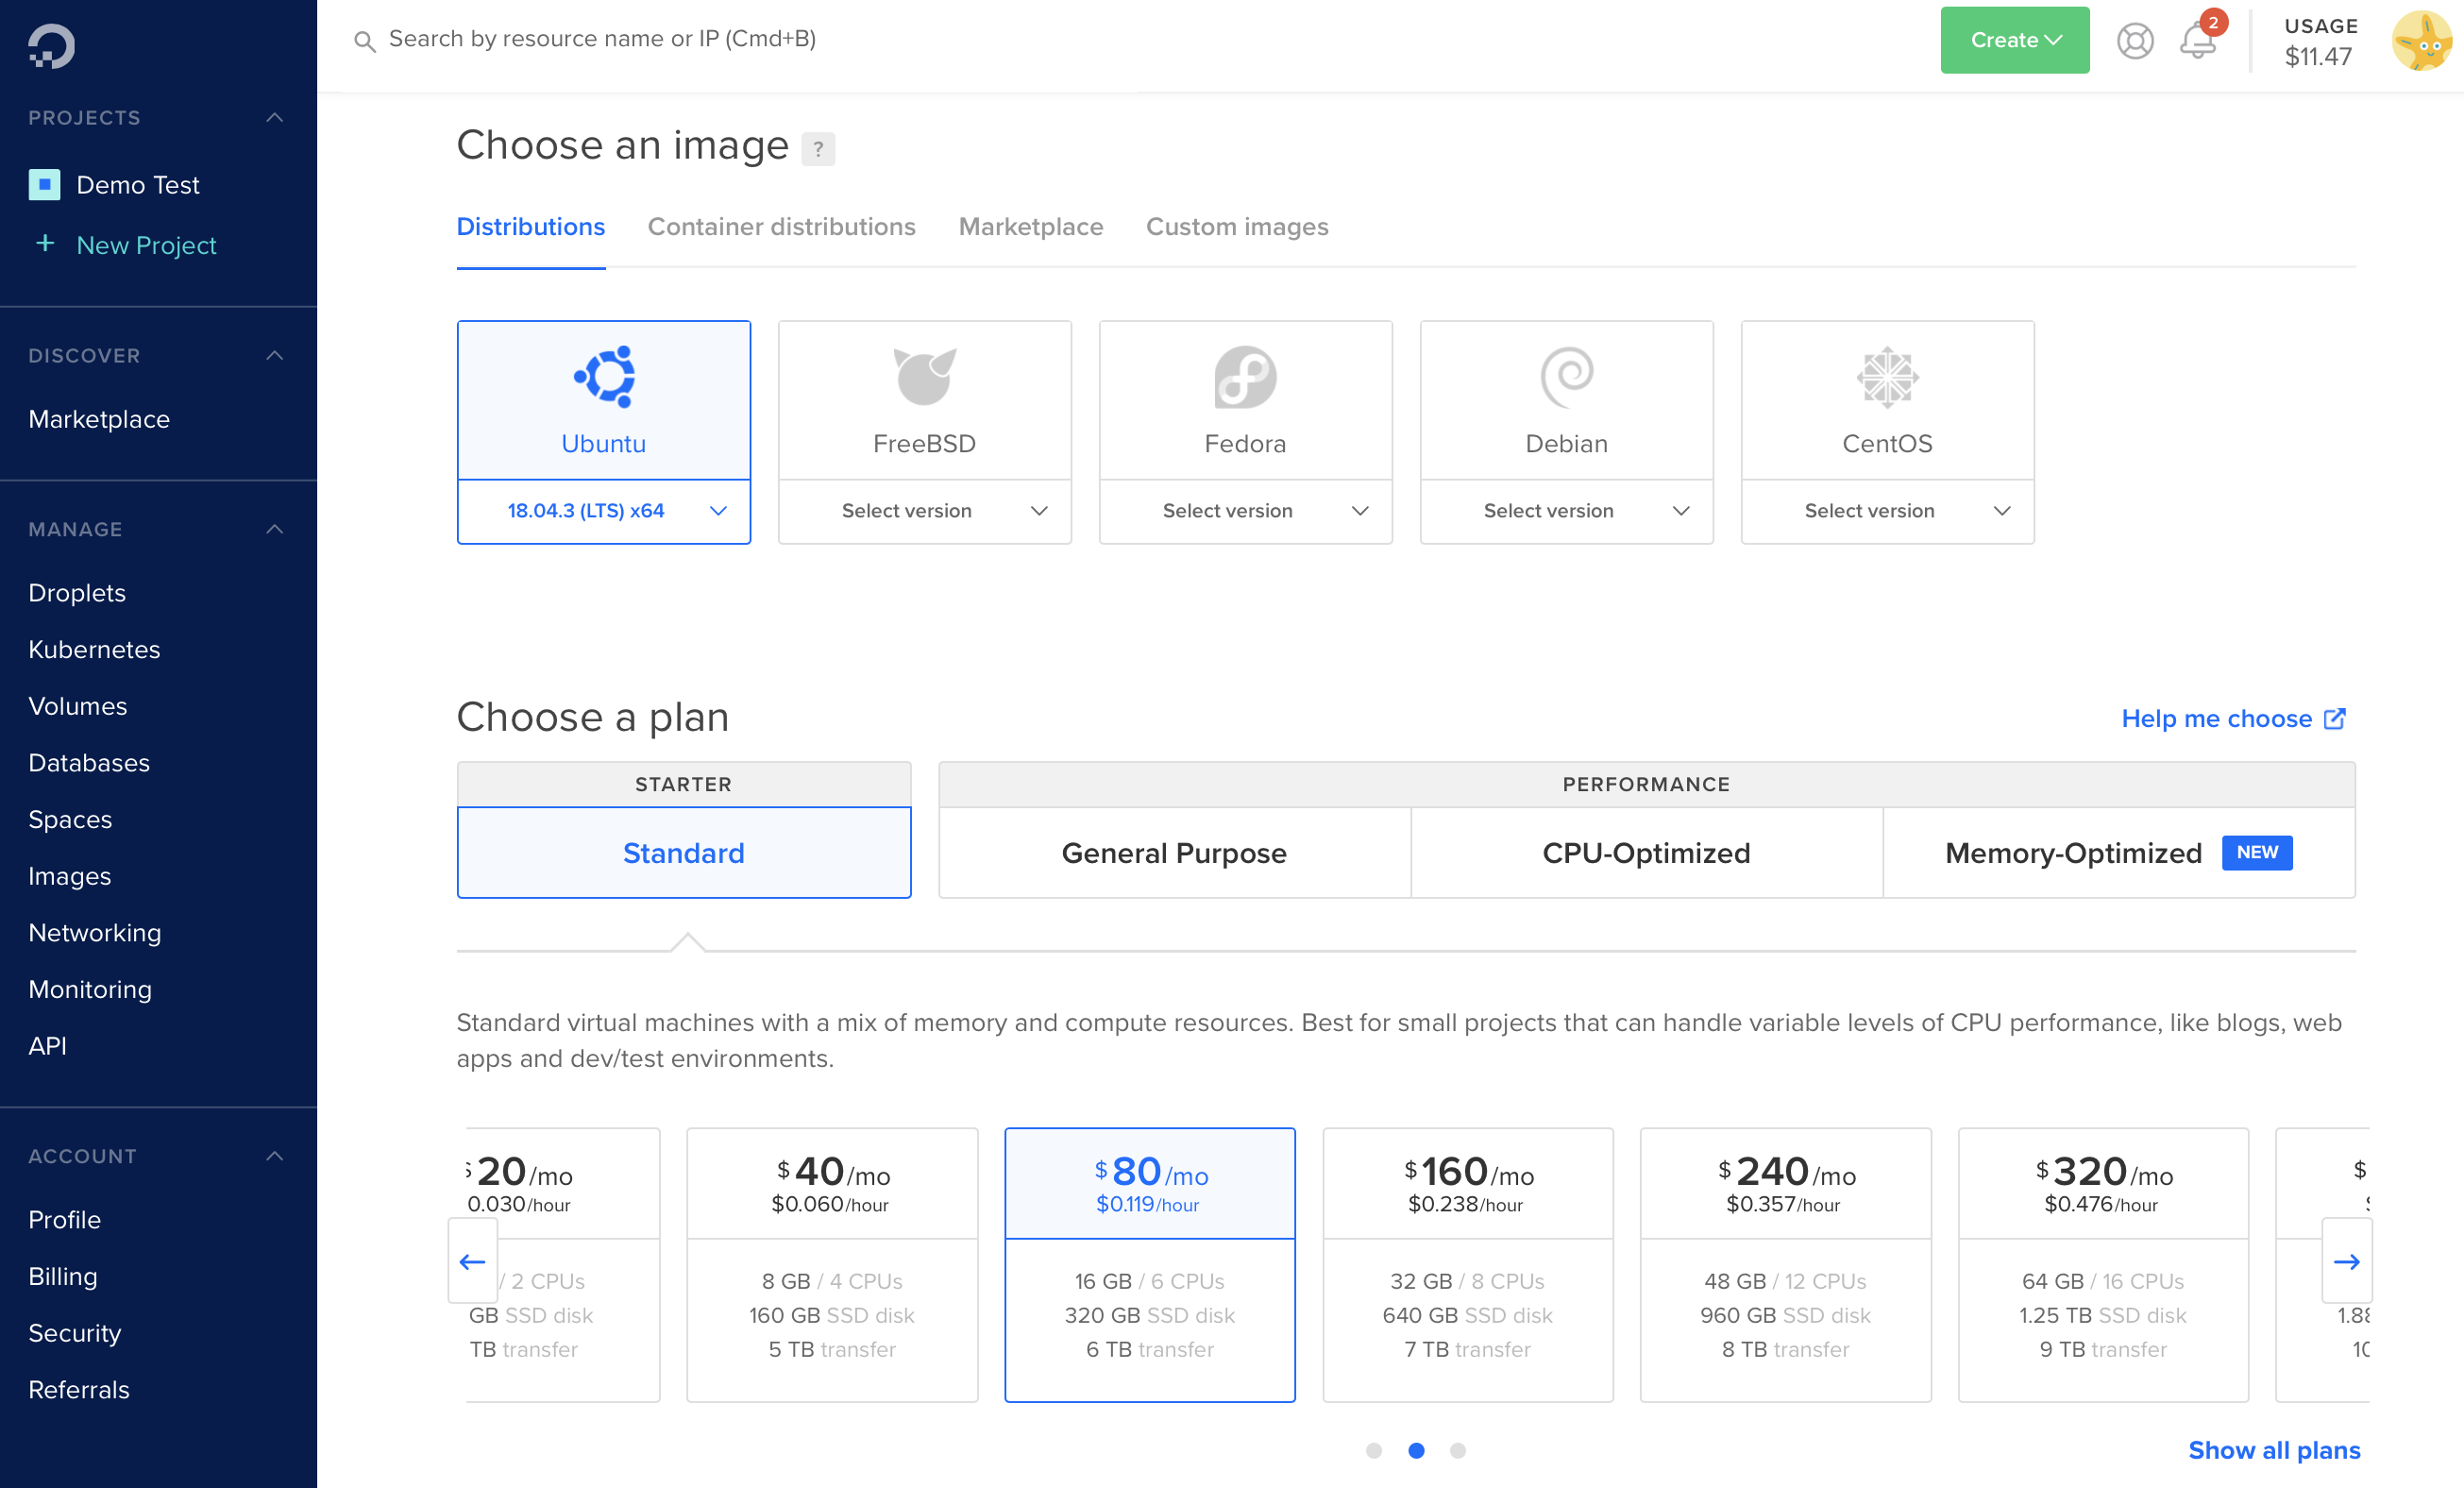 Search by resource name or IP (Cmd+B)
Create
2
USAGE
$11.47
PROJECTS
Demo Test
+ New Project
DISCOVER
Marketplace
MANAGE
Droplets
Kubernetes
Volumes
Databases
Spaces
Images
Networking
Monitoring
API
ACCOUNT
Profile
Billing
Security
Referrals
Choose an image ?
Distributions Container distributions Marketplace Custom images
Ubuntu
18.04.3 (LTS) x64
FreeBSD
Select version
Fedora
Select version
Debian
Select version
CentOS
Select version
Choose a plan
Help me choose
STARTER
Standard
PERFORMANCE
General Purpose
CPU-Optimized
Memory-Optimized NEW
Standard virtual machines with a mix of memory and compute resources. Best for small projects that can handle variable levels of CPU performance, like blogs, web
apps and dev/test environments.
$20/mo
0.030/hour
/ 2 CPUs
GB SSD disk
TB transfer
$40/mo
$0.060/hour
8 GB / 4 CPUs
160 GB SSD disk
5 TB transfer
$80/mo
$0.119/hour
16 GB / 6 CPUs
320 GB SSD disk
6 TB transfer
$160/mo
$0.238/hour
32 GB / 8 CPUs
640 GB SSD disk
7 TB transfer
$240/mo
$0.357/hour
48 GB / 12 CPUs
960 GB SSD disk
8 TB transfer
$320/mo
$0.476/hour
64 GB / 16 CPUs
1.25 TB SSD disk
9 TB transfer
$
Show all plans